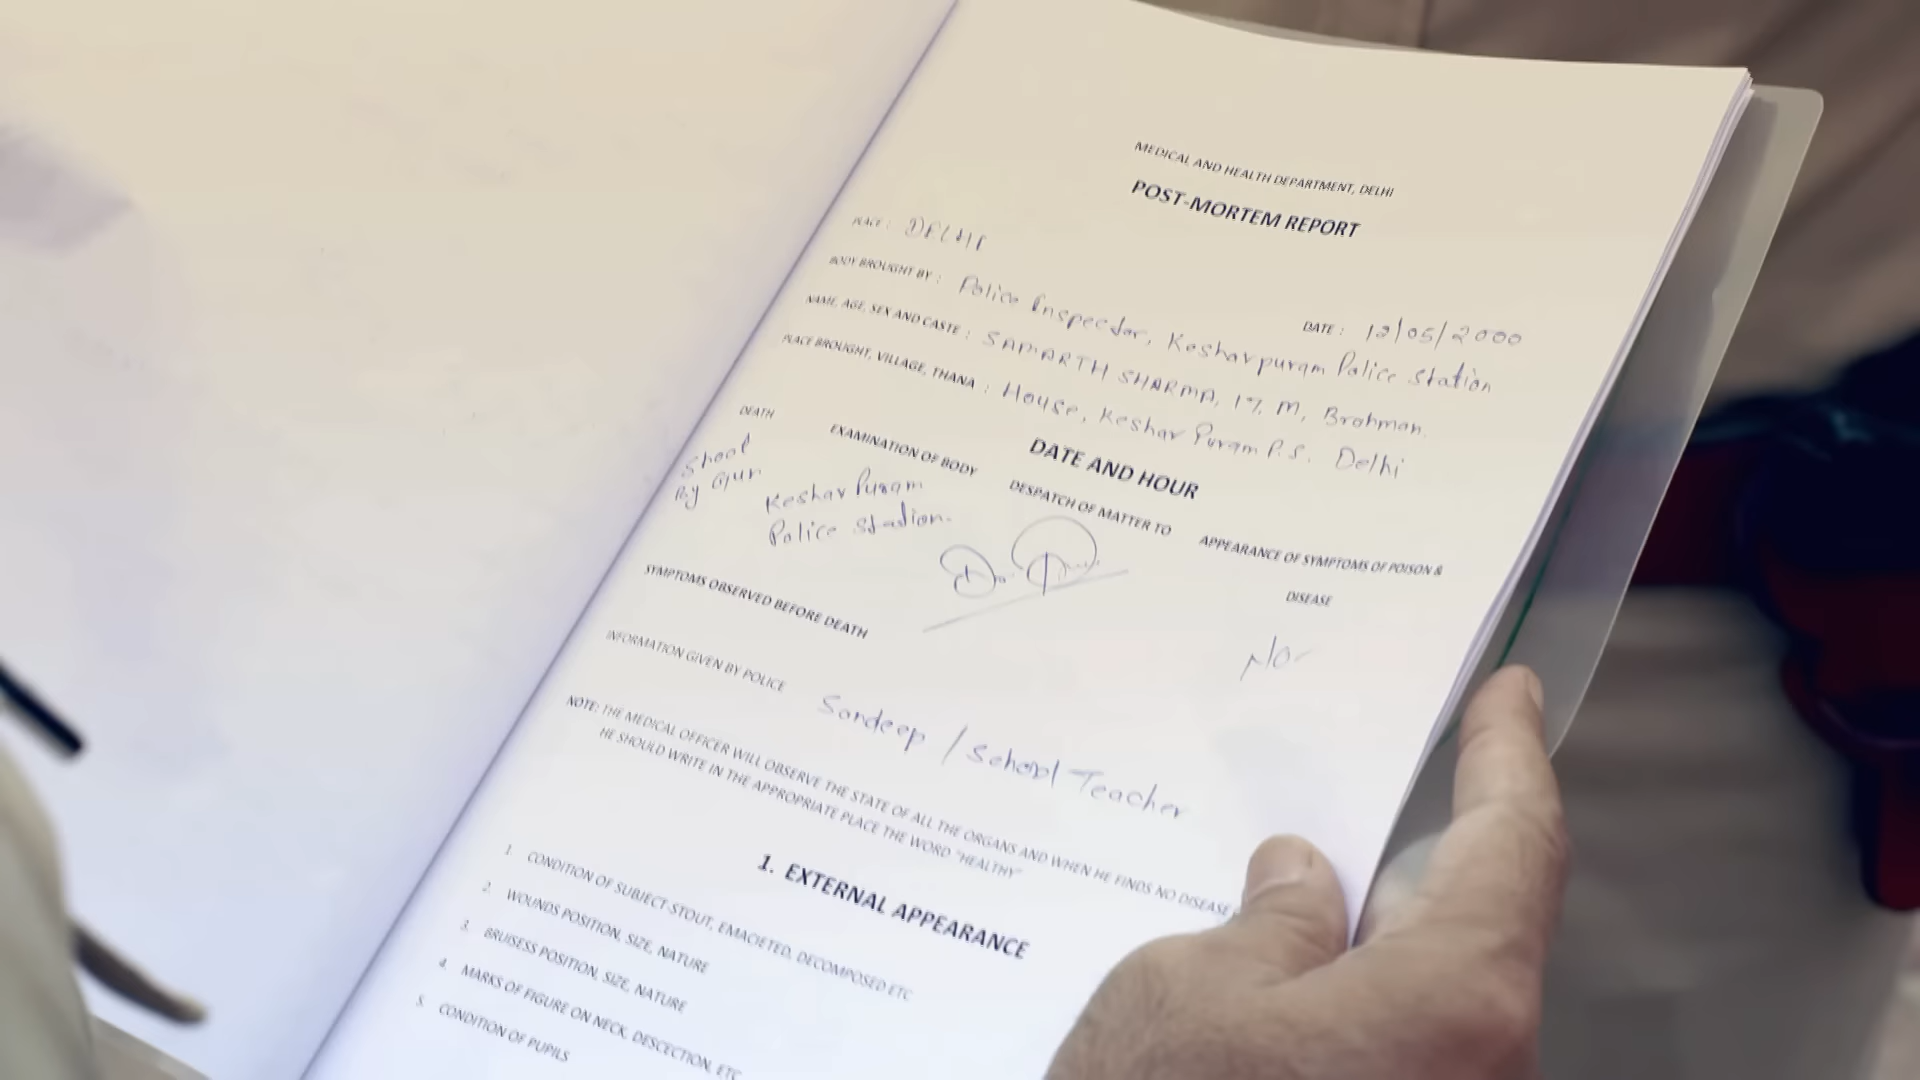 MEDICAL AND HEALTH DEPARTMENT, DELHI
POST-MORTEM REPORT
PLACE : DELHI
DATE : 12/05/2000
BODY BROUGHT BY : Police Inspector, Keshavpuram Police Station
NAME, AGE, SEX AND CASTE : SAMARTH SHARMA, 17, M, Brahman.
PLACE BROUGHT, VILLAGE, THANA : House, Keshav Puram P.S. Delhi
DATE AND HOUR
DEATH
EXAMINATION OF BODY
DESPATCH OF MATTER TO
APPEARANCE OF SYMPTOMS OF POISON &
DISEASE
Shoot
By Gun
Keshav Puram
Police Station.
No
SYMPTOMS OBSERVED BEFORE DEATH
INFORMATION GIVEN BY POLICE
Sandeep / School Teacher
NOTE: THE MEDICAL OFFICER WILL OBSERVE THE STATE OF ALL THE ORGANS AND WHEN HE FINDS NO DISEASE
HE SHOULD WRITE IN THE APPROPRIATE PLACE THE WORD "HEALTHY"
1. EXTERNAL APPEARANCE
1. CONDITION OF SUBJECT-STOUT, EMACIETED, DECOMPOSED ETC
2. WOUNDS POSITION, SIZE, NATURE
3. BRUISESS POSITION, SIZE, NATURE
4. MARKS OF FIGURE ON NECK, DESCECTION, ETC
5. CONDITION OF PUPILS